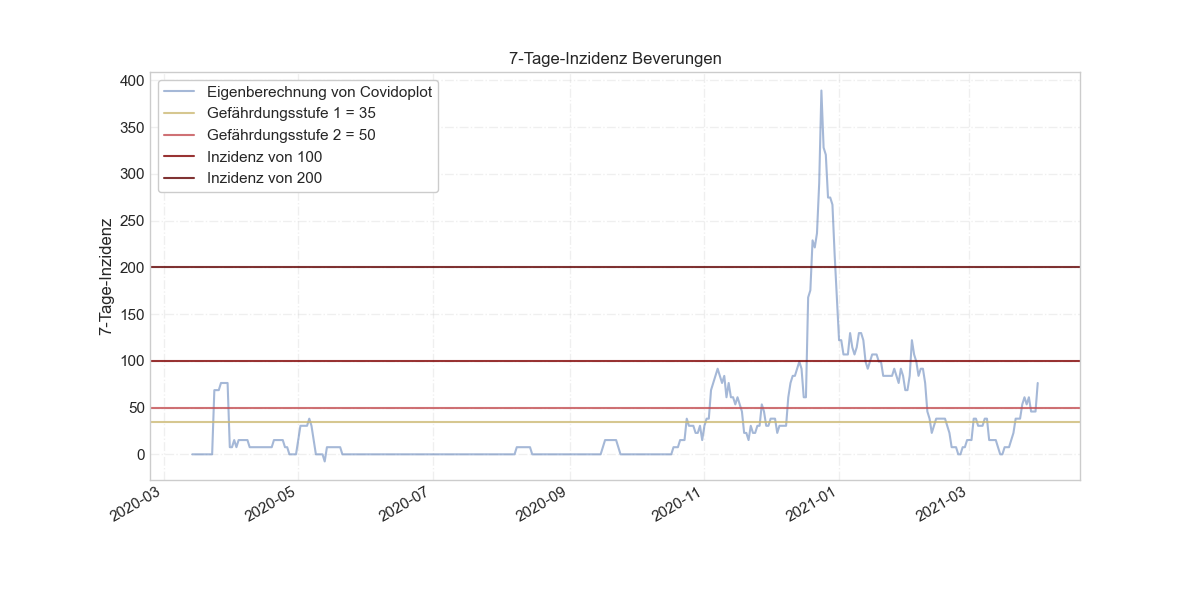 7-Tage-Inzidenz Beverungen
400
350
300
250
200
150
100
50
0
7-Tage-Inzidenz
Eigenberechnung von Covidoplot
Gefährdungsstufe 1 = 35
Gefährdungsstufe 2 = 50
Inzidenz von 100
Inzidenz von 200
2020-03
2020-05
2020-07
2020-09
2020-11
2021-01
2021-03